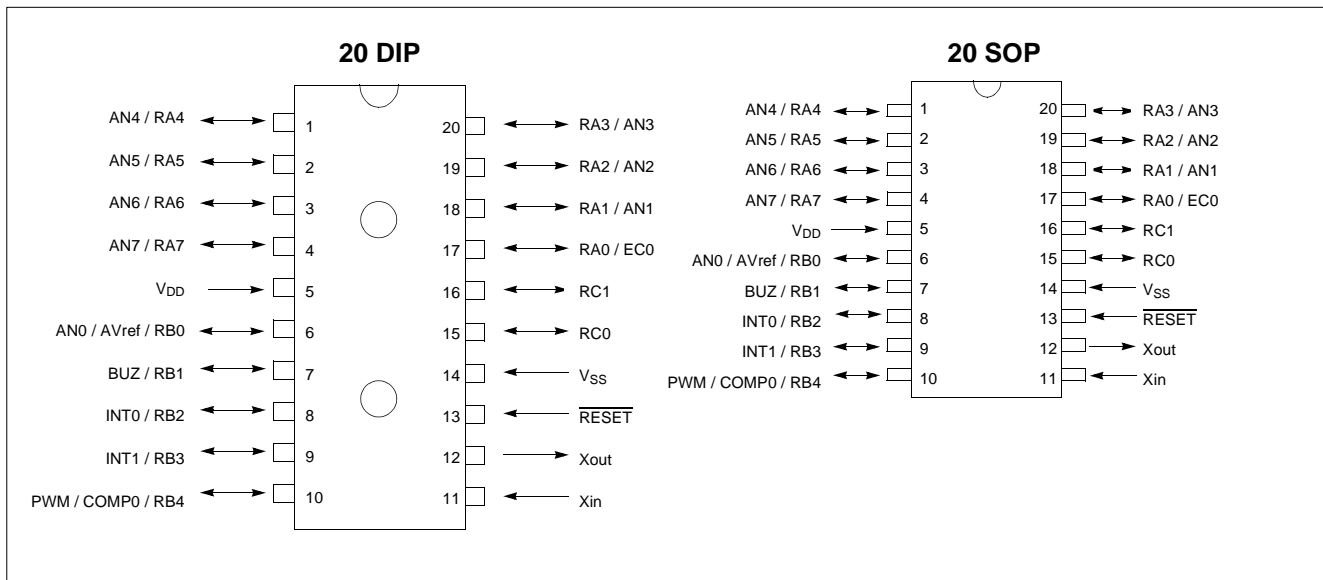 20 DIP
AN4 / RA4 1 20 RA3 / AN3
AN5 / RA5 2 19 RA2 / AN2
AN6 / RA6 3 18 RA1 / AN1
AN7 / RA7 4 17 RA0 / EC0
VDD 5 16 RC1
AN0 / AVref / RB0 6 15 RC0
BUZ / RB1 7 14 VSS
INT0 / RB2 8 13 RESET
INT1 / RB3 9 12 Xout
PWM / COMP0 / RB4 10 11 Xin
20 SOP
AN4 / RA4 1 20 RA3 / AN3
AN5 / RA5 2 19 RA2 / AN2
AN6 / RA6 3 18 RA1 / AN1
AN7 / RA7 4 17 RA0 / EC0
VDD 5 16 RC1
AN0 / AVref / RB0 6 15 RC0
BUZ / RB1 7 14 VSS
INT0 / RB2 8 13 RESET
INT1 / RB3 9 12 Xout
PWM / COMP0 / RB4 10 11 Xin